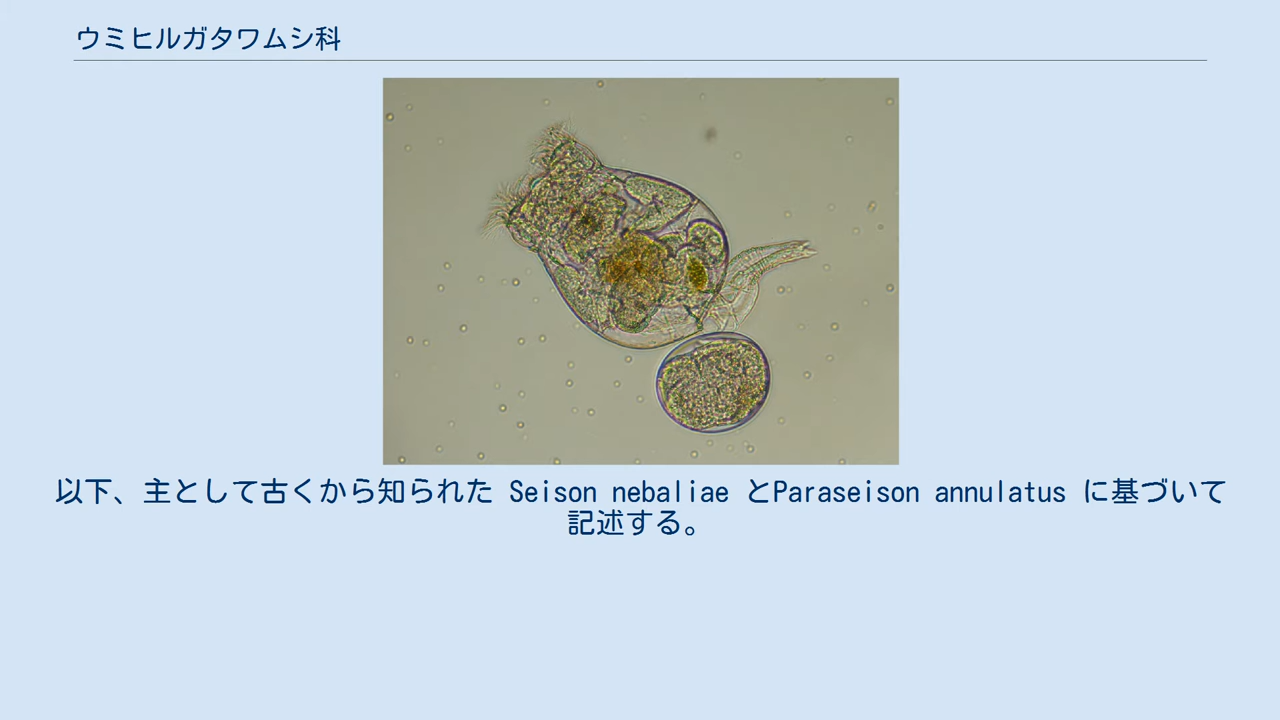 ウミヒルガタワムシ科
以下、主として古くから知られた Seison nebaliae とParaseison annulatus に基づいて
記述する。